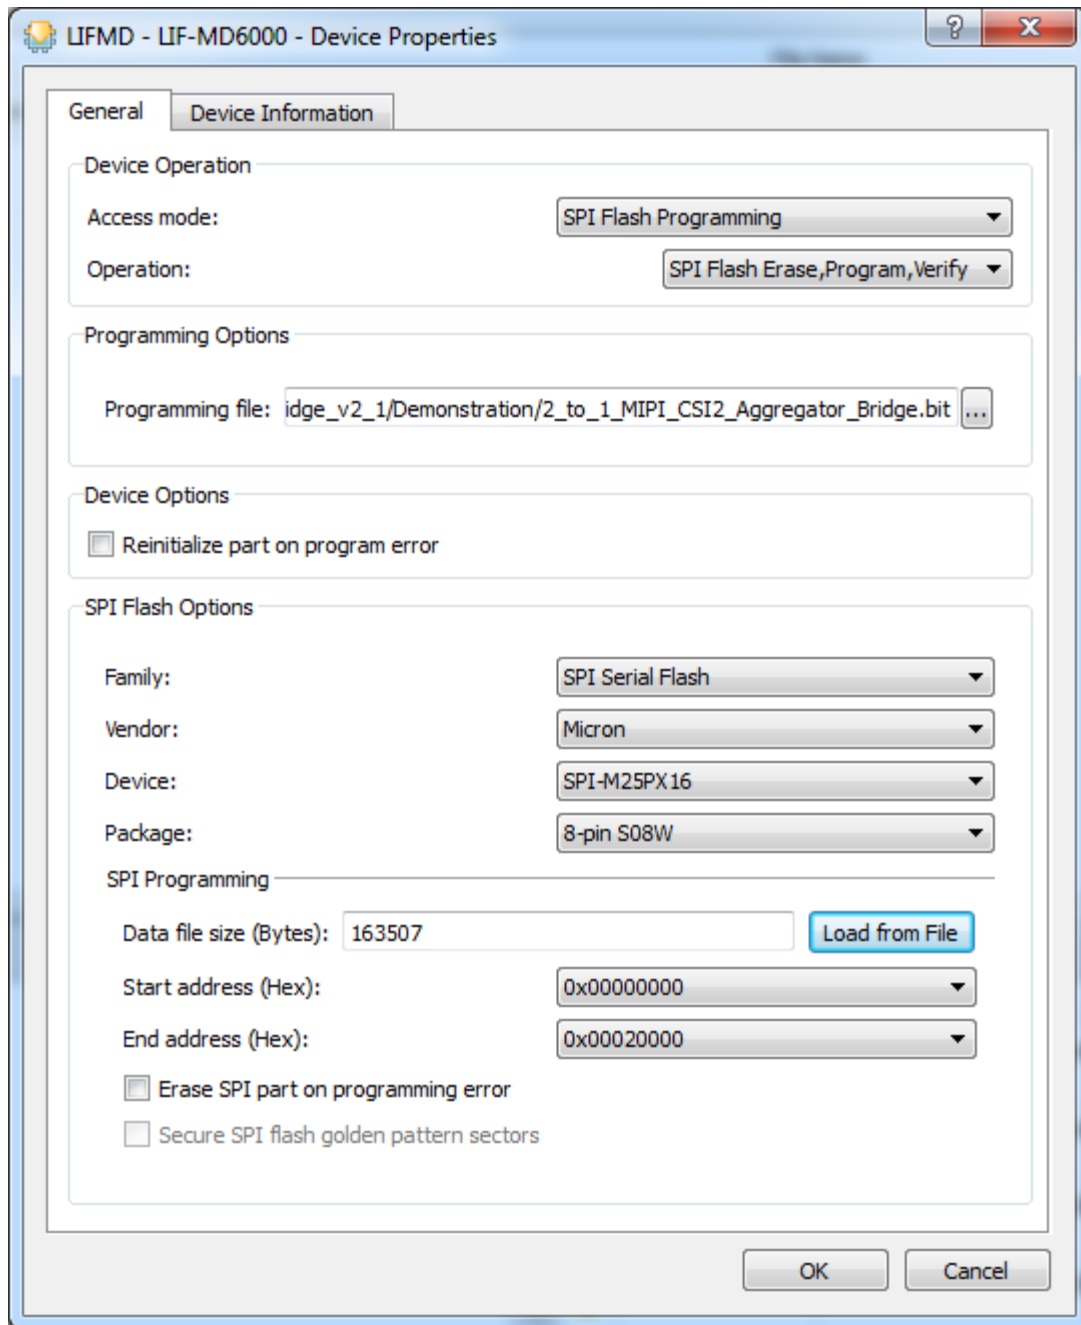 LIFMD - LIF-MD6000 - Device Properties
General Device Information
Device Operation
Access mode: SPI Flash Programming
Operation: SPI Flash Erase,Program,Verify
Programming Options
Programming file: idge_v2_1/Demonstration/2_to_1_MIPI_CSI2_Aggregator_Bridge.bit ...
Device Options
Reinitialize part on program error
SPI Flash Options
Family: SPI Serial Flash
Vendor: Micron
Device: SPI-M25PX16
Package: 8-pin S08W
SPI Programming
Data file size (Bytes): 163507 Load from File
Start address (Hex): 0x00000000
End address (Hex): 0x00020000
Erase SPI part on programming error
Secure SPI flash golden pattern sectors
OK Cancel